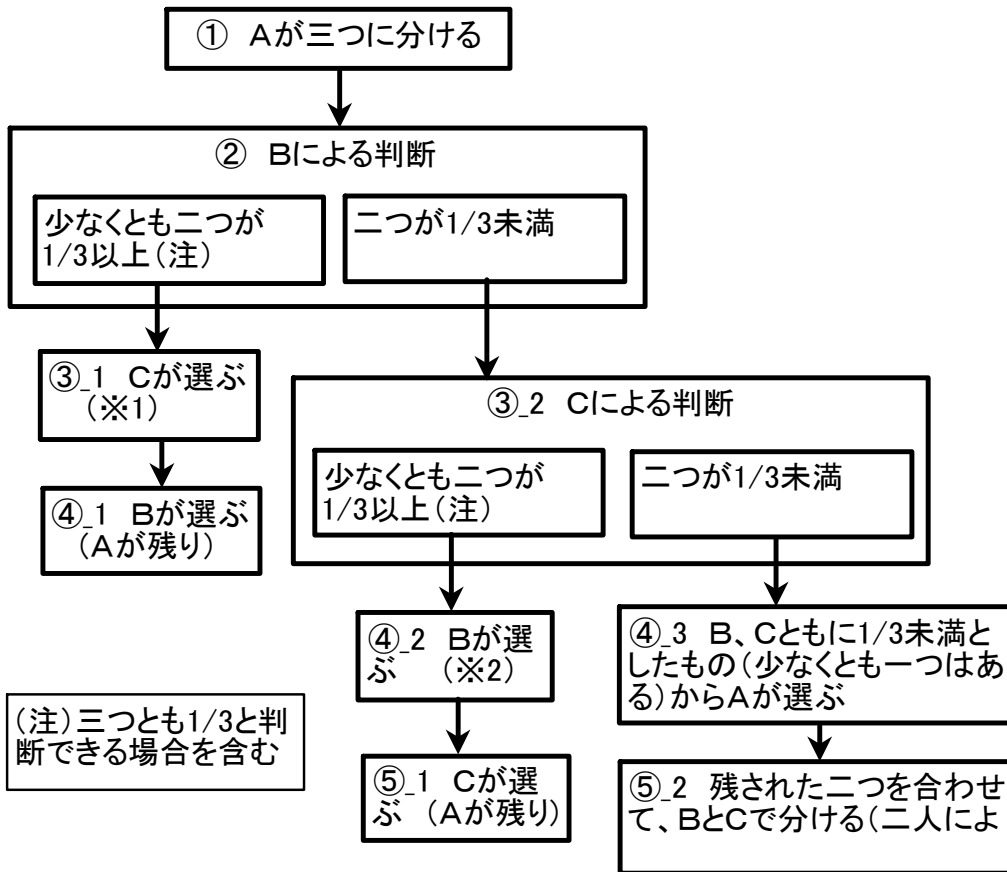 ① Aが三つに分ける
② Bによる判断
少なくとも二つが
1/3以上(注)
二つが1/3未満
③_1 Cが選ぶ
(※1)
③_2 Cによる判断
④_1 Bが選ぶ
(Aが残り)
少なくとも二つが
1/3以上(注)
二つが1/3未満
④_2 Bが選
ぶ (※2)
④_3 B、Cともに1/3未満と
したもの(少なくとも一つはあ
る)からAが選ぶ
(注)三つとも1/3と判
断できる場合を含む
⑤_1 Cが選
ぶ (Aが残り)
⑤_2 残された二つを合わせ
て、BとCで分ける(二人によ